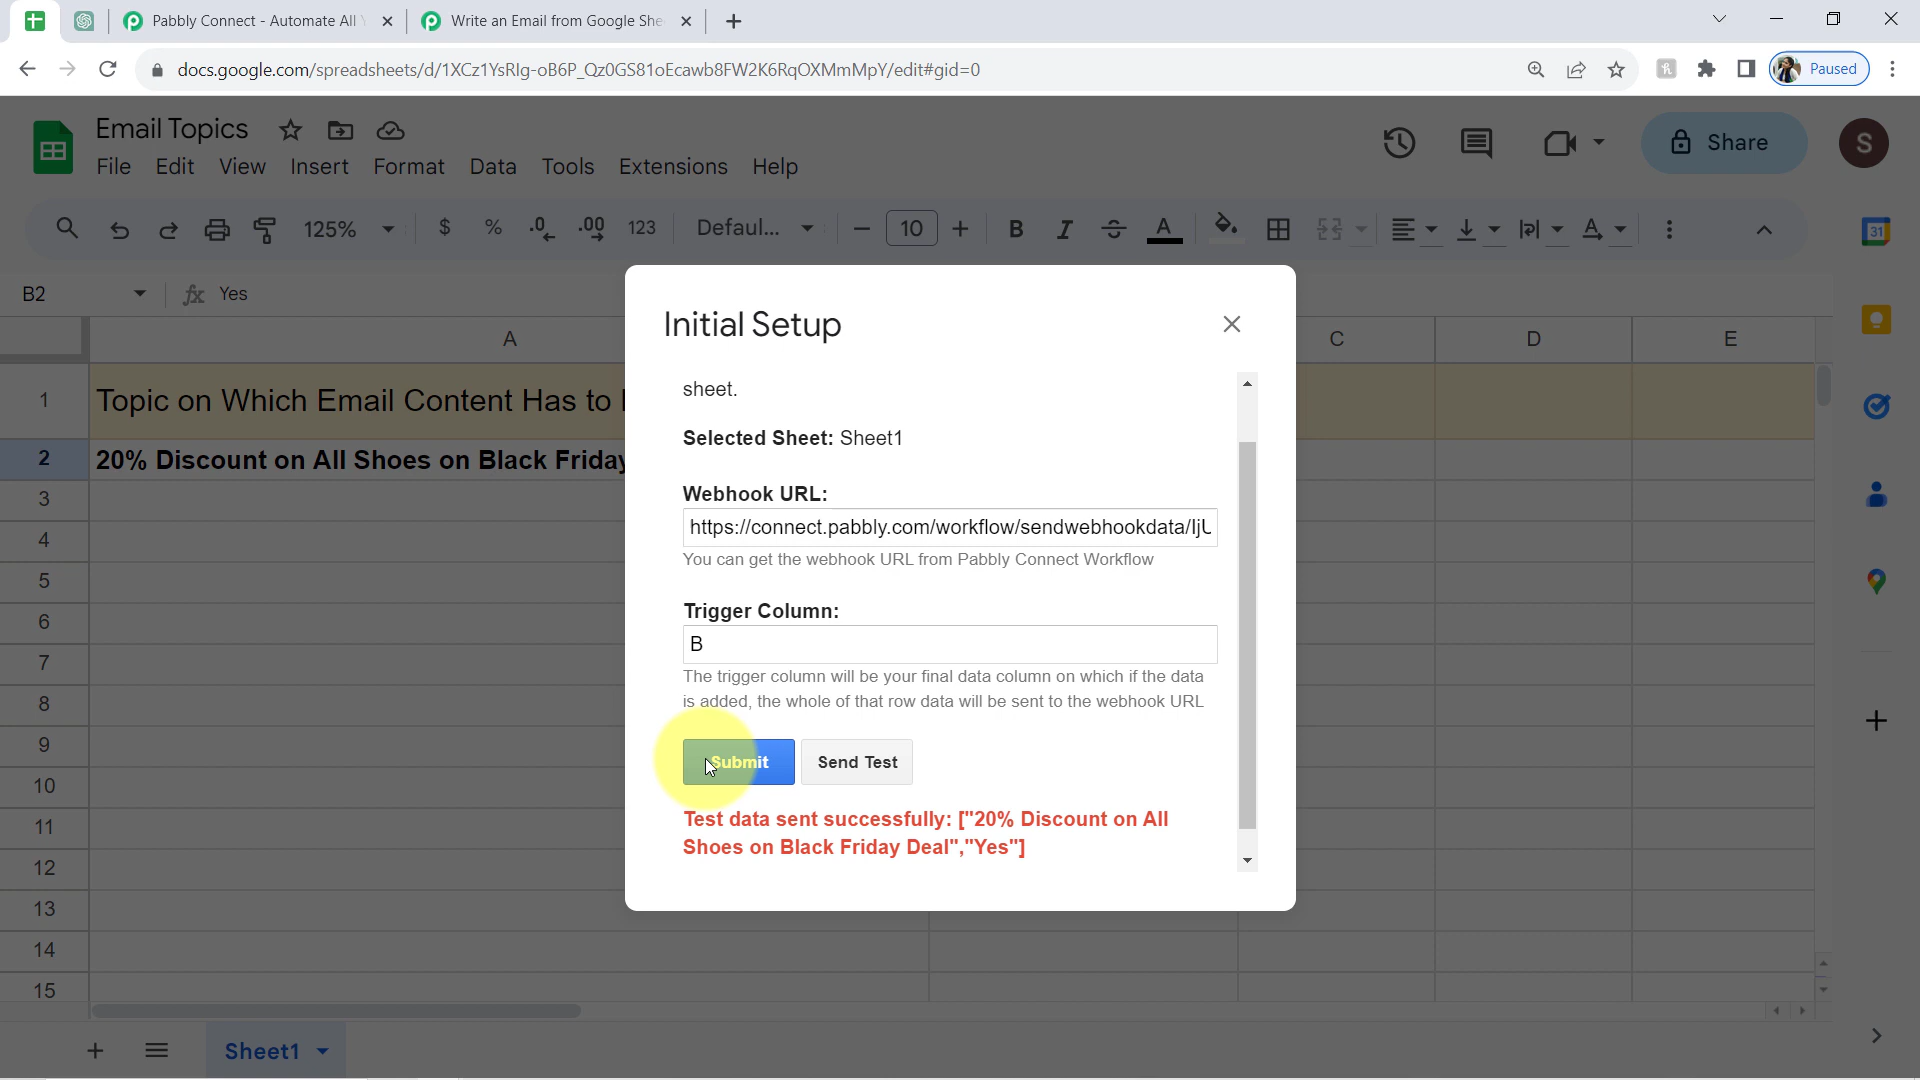 Pabbly Connect - Automate All
Write an Email from Google She
docs.google.com/spreadsheets/d/1XCz1YsRIg-oB6P_Qz0GS81oEcawb8FW2K6RqOXMmMpY/edit#gid=0
Paused
Email Topics
File Edit View Insert Format Data Tools Extensions Help
Share
S
125% $ % .0 .00 123 Defaul... 10 B I A
31
B2 fx Yes
A C D E
1 Topic on Which Email Content Has to
2 20% Discount on All Shoes on Black Friday
3
4
5
6
7
8
9
10
11
12
13
14
15
Initial Setup
sheet.
Selected Sheet: Sheet1
Webhook URL:
https://connect.pabbly.com/workflow/sendwebhookdata/IjU
You can get the webhook URL from Pabbly Connect Workflow
Trigger Column:
B
The trigger column will be your final data column on which if the data
is added, the whole of that row data will be sent to the webhook URL
Submit Send Test
Test data sent successfully: ["20% Discount on All
Shoes on Black Friday Deal","Yes"]
Sheet1